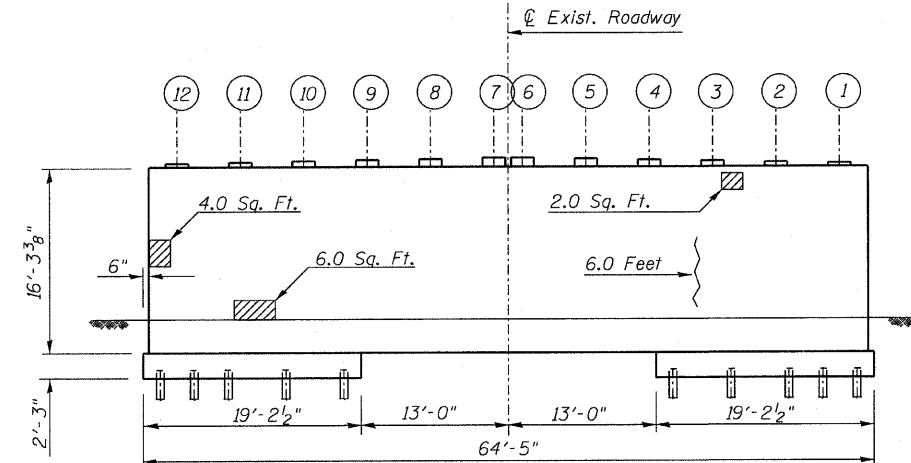 ℄ Exist. Roadway
12 11 10 9 8 7 6 5 4 3 2 1
4.0 Sq. Ft.
2.0 Sq. Ft.
6"
6.0 Sq. Ft.
6.0 Feet
16'-3⅜"
2'-3"
19'-2½" 13'-0" 13'-0" 19'-2½"
64'-5"